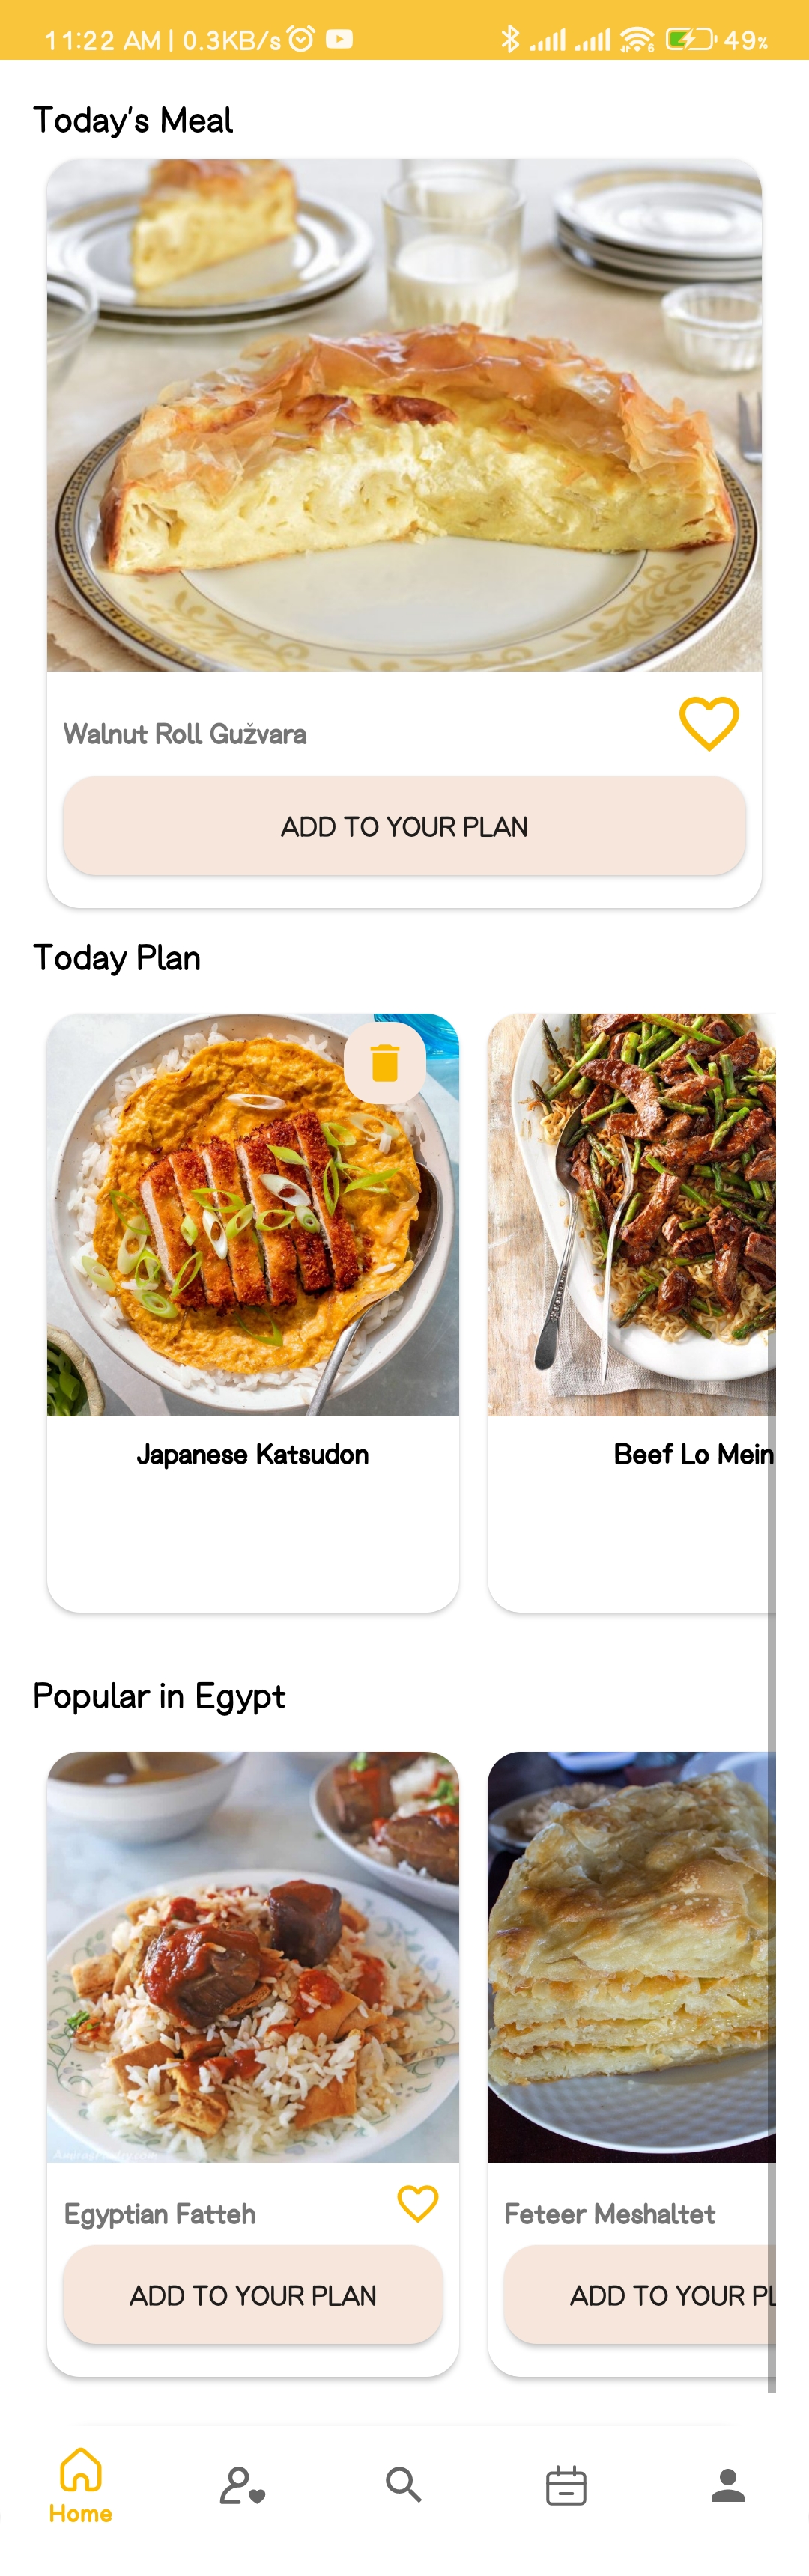 11:22 AM | 0.3KB/s
49%
Today's Meal
Walnut Roll Gužvara
ADD TO YOUR PLAN
Today Plan
Japanese Katsudon
Beef Lo Mein
Popular in Egypt
AmirasPantry.com
Egyptian Fatteh
Feteer Meshaltet
ADD TO YOUR PLAN
ADD TO YOUR PL
Home